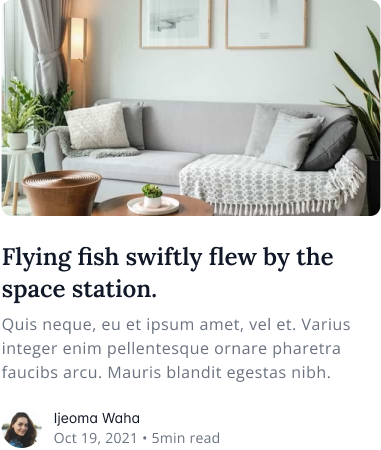 Flying fish swiftly flew by the
space station.
Quis neque, eu et ipsum amet, vel et. Varius
integer enim pellentesque ornare pharetra
faucibs arcu. Mauris blandit egestas nibh.
Ijeoma Waha
Oct 19, 2021 • 5min read